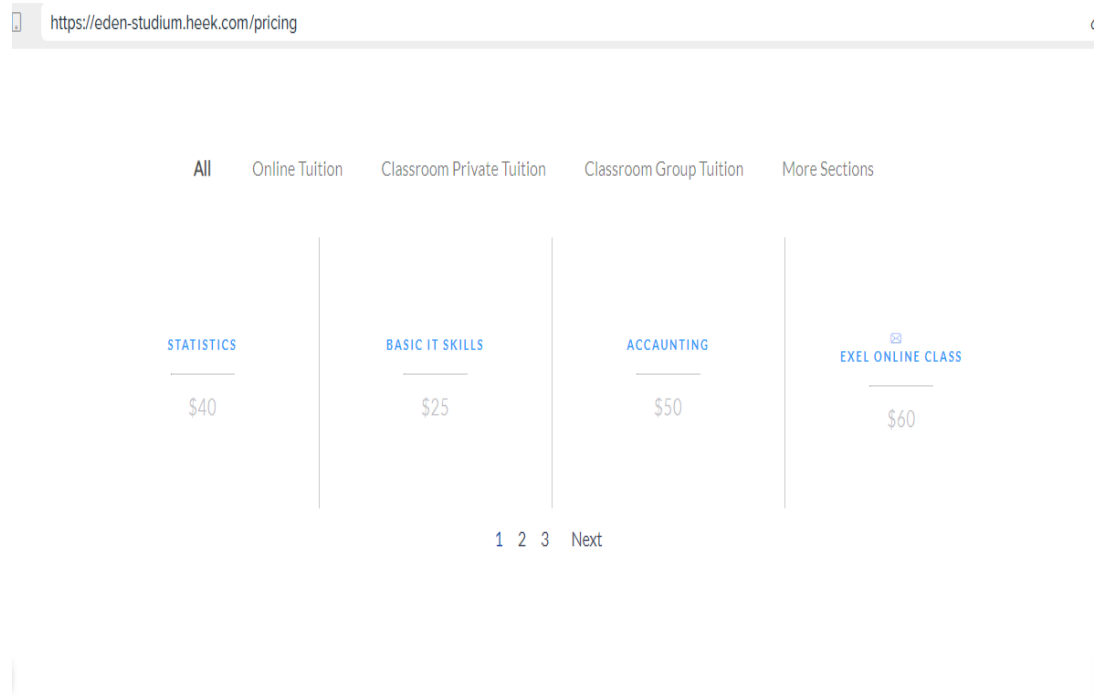 https://eden-studium.heek.com/pricing
All Online Tuition Classroom Private Tuition Classroom Group Tuition More Sections
STATISTICS
$40
BASIC IT SKILLS
$25
ACCAUNTING
$50
EXEL ONLINE CLASS
$60
1 2 3 Next